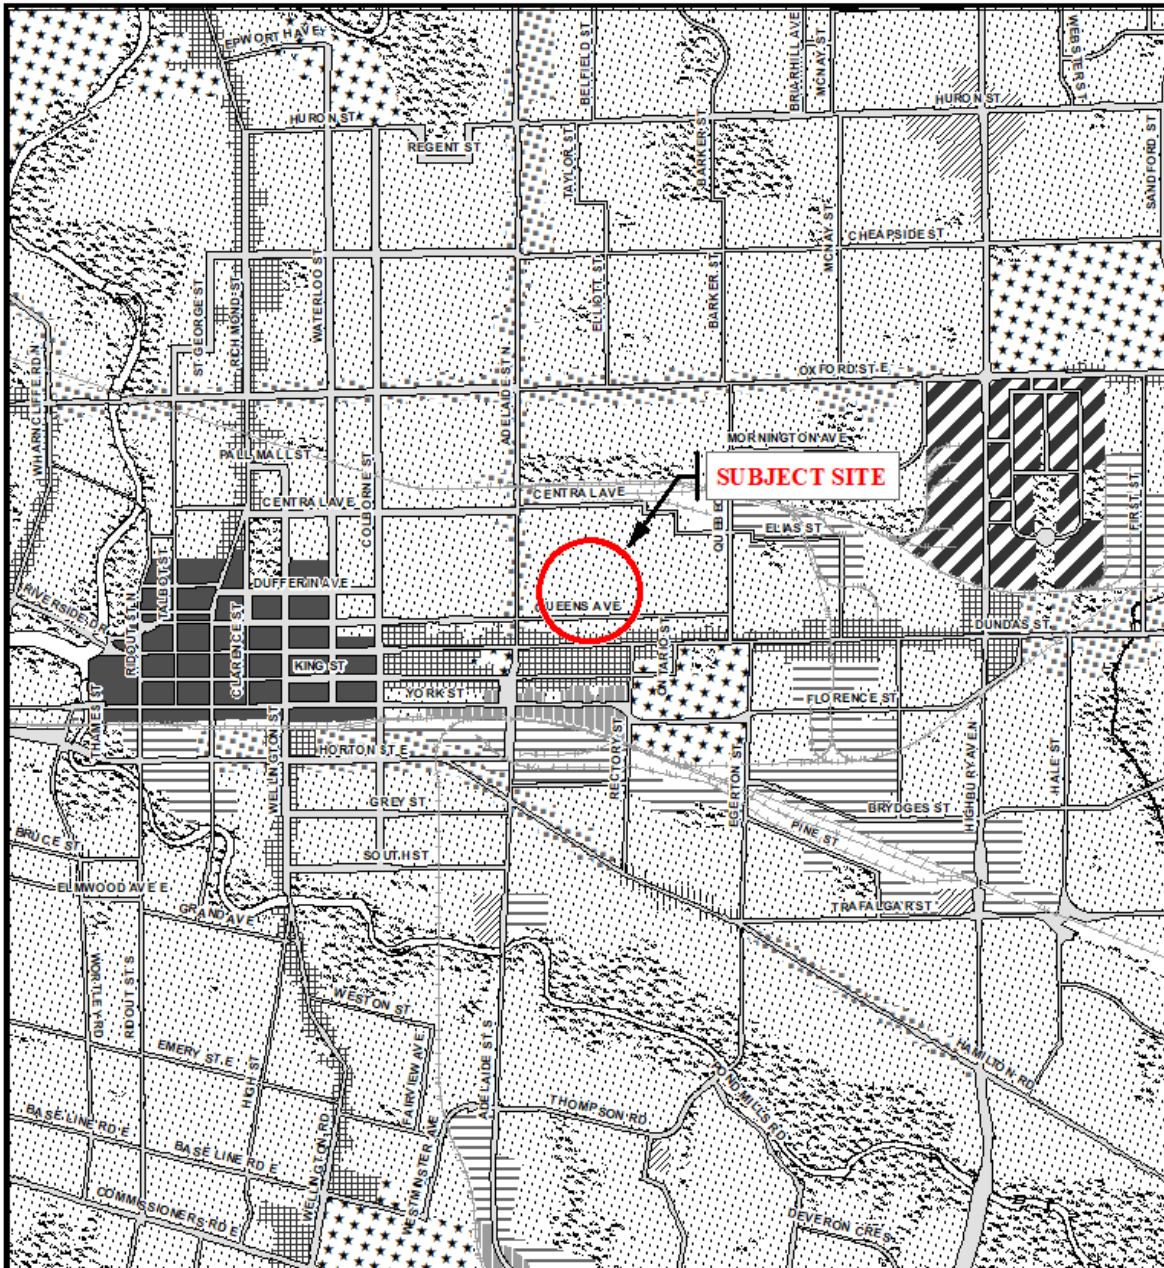 EPWORTH AVE
BELFIELD ST
BRIARHILL AVE
MCNAY ST
WEBSTER ST
HURON ST
HURON ST
REGENT ST
TAYLOR ST
BARKER ST
SANDFORD ST
MCNAY ST
CHEAPSIDE ST
ST GEORGE ST
RICHMOND ST
WATERLOO ST
ELLIOTT ST
BARKER ST
WHARNCLIFFE RD N
ADELAIDE ST N
OXFORD ST E
PALL MALL ST
COLBORNE ST
MORNINGTON AVE
SUBJECT SITE
CENTRAL AVE
CENTRAL AVE
ELIAS ST
FIRST ST
TALBOT ST
DUFFERIN AVE
RIVERSIDE DR
RIDOUT ST N
CLARENCE ST
QUEENS AVE
ONTARIO ST
DUNDAS ST
KING ST
YORK ST
THAMES ST
FLORENCE ST
WELLINGTON ST
HORTON ST E
RECTORY ST
EGERTON ST
HIGHBURY AVE N
HALE ST
GREY ST
BRYDGES ST
PINE ST
BRUCE ST
SOUTH ST
ELMWOOD AVE E
GRAND AVE
TRAFALGAR ST
WORTLEY RD
RIDOUT ST S
WESTON ST
EMERY ST E
HIGH ST
FAIRVIEW AVE
ADELAIDE ST S
HAMILTON RD
POND MILLS RD
THOMPSON RD
BASE LINE RD E
BASE LINE RD E
WELLINGTON RD
WESTMINSTER AVE
COMMISSIONERS RD E
DEVERON CRES